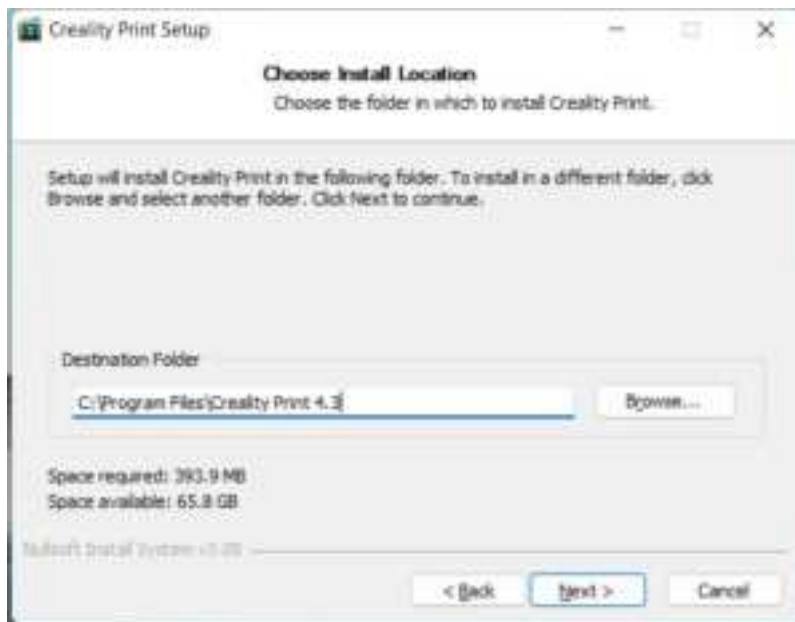 Creality Print Setup
Choose Install Location
Choose the folder in which to install Creality Print.
Setup will install Creality Print in the following folder. To install in a different folder, click
Browse and select another folder. Click Next to continue.
Destination Folder
C:\Program Files\Creality Print 4.3
Browse...
Space required: 393.9 MB
Space available: 65.8 GB
Nullsoft Install System
< Back
Next >
Cancel